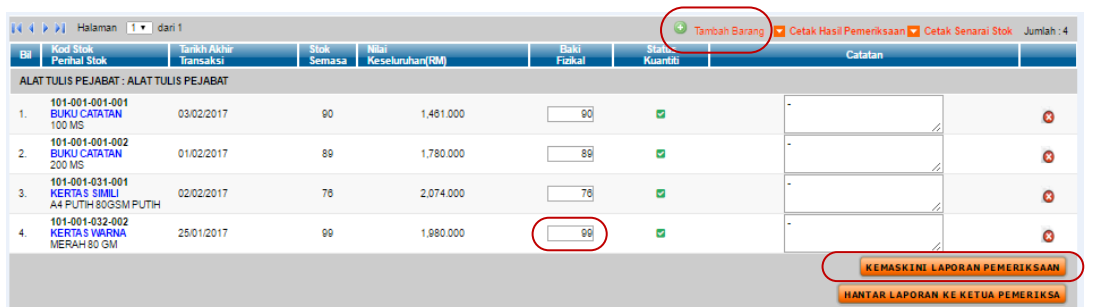 Halaman 1 dari 1 Tambah Barang Cetak Hasil Pemeriksaan Cetak Senarai Stok Jumlah : 4
Bil Kod Stok Tarikh Akhir Stok Nilai Baki Status Catatan
Perihal Stok Transaksi Semasa Keseluruhan(RM) Fizikal Kuantiti
ALAT TULIS PEJABAT : ALAT TULIS PEJABAT
101-001-001-001
1. BUKU CATATAN 03/02/2017 90 1,461.000 90 -
100 MS
101-001-001-002
2. BUKU CATATAN 01/02/2017 89 1,780.000 89 -
200 MS
101-001-031-001
3. KERTAS SIMILI 02/02/2017 76 2,074.000 76 -
A4 PUTIH 80GSM PUTIH
101-001-032-002
4. KERTAS WARNA 25/01/2017 99 1,980.000 99 -
MERAH 80 GM
KEMASKINI LAPORAN PEMERIKSAAN
HANTAR LAPORAN KE KETUA PEMERIKSA